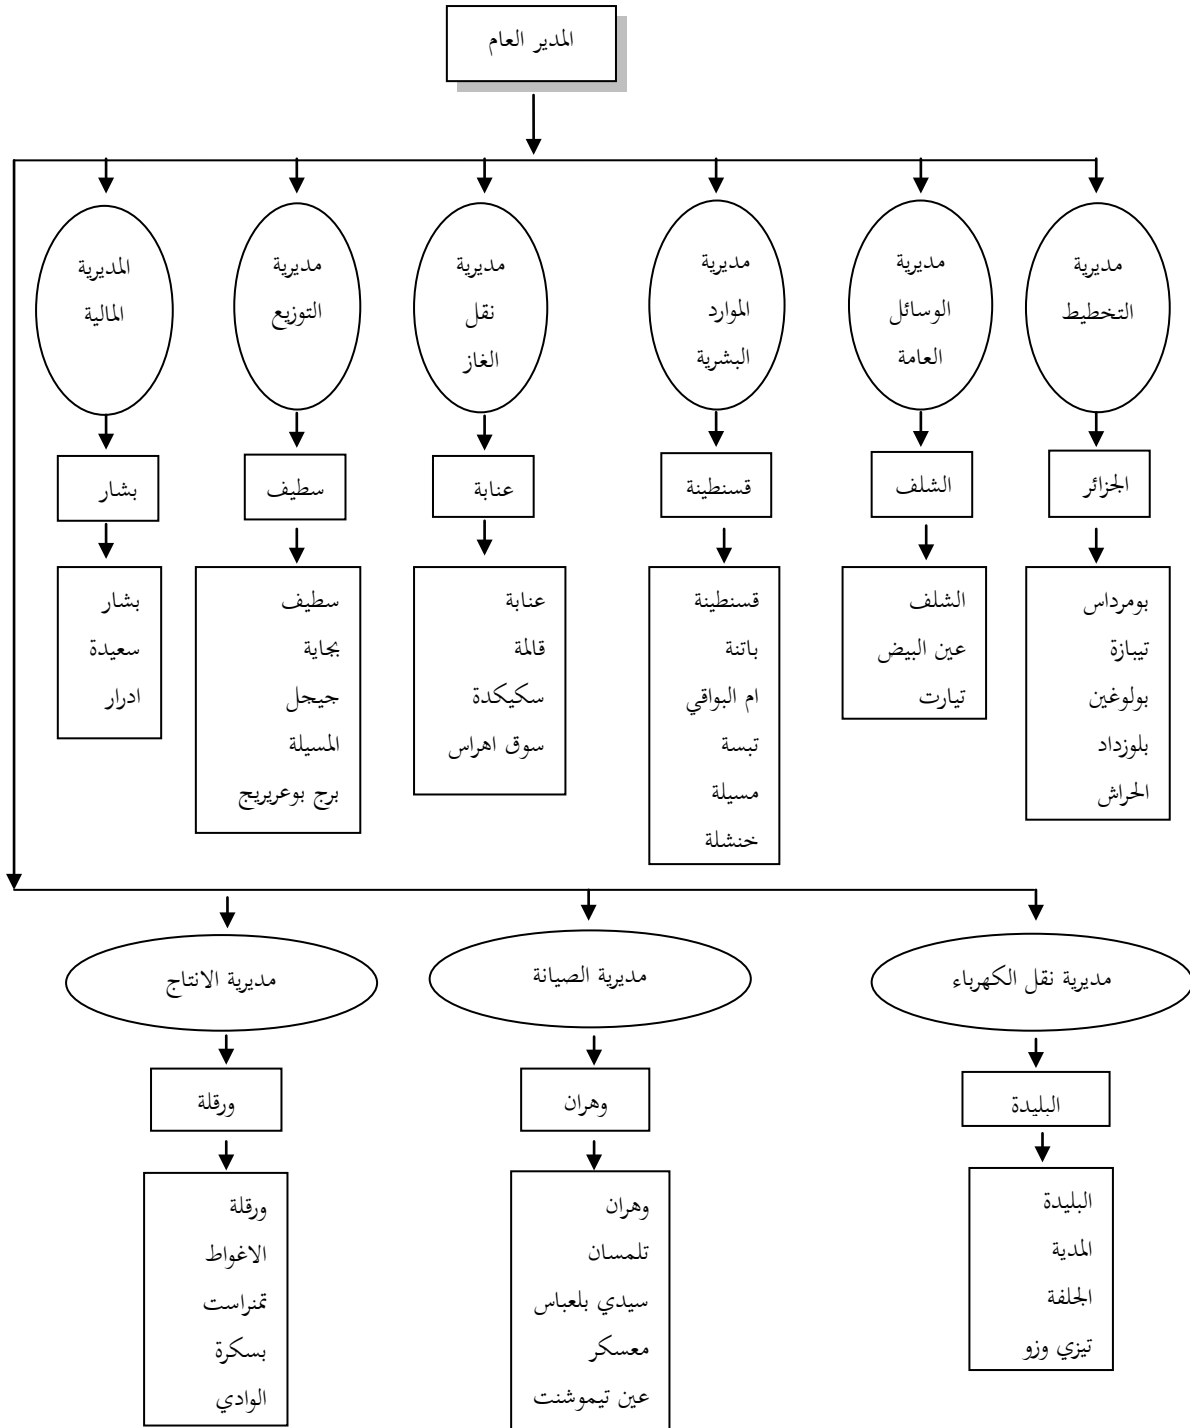 المدير العام
مديرية
التخطيط
مديرية
الوسائل
العامة
مديرية
الموارد
البشرية
مديرية
نقل
الغاز
مديرية
التوزيع
المديرية
المالية
الجزائر
الشلف
قسنطينة
عنابة
سطيف
بشار
بومرداس
تيبازة
بولوغين
بلوزداد
الحراش
الشلف
عين البيض
تيارت
قسنطينة
باتنة
ام البواقي
تبسة
مسيلة
خنشلة
عنابة
قالمة
سكيكدة
سوق اهراس
سطيف
بجاية
جيجل
المسيلة
برج بوعريريج
بشار
سعيدة
ادرار
مديرية نقل الكهرباء
مديرية الصيانة
مديرية الانتاج
البليدة
وهران
ورقلة
البليدة
المدية
الجلفة
تيزي وزو
وهران
تلمسان
سيدي بلعباس
معسكر
عين تيموشنت
ورقلة
الاغواط
تمنراست
بسكرة
الوادي